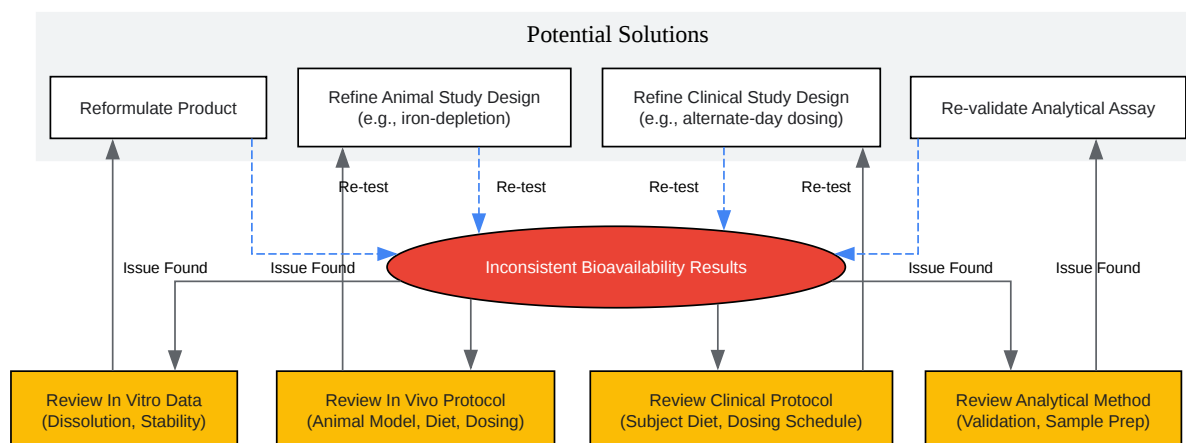 Potential Solutions
Reformulate Product
Refine Animal Study Design
(e.g., iron-depletion)
Refine Clinical Study Design
(e.g., alternate-day dosing)
Re-validate Analytical Assay
Re-test
Re-test
Re-test
Re-test
Issue Found
Issue Found
Inconsistent Bioavailability Results
Issue Found
Issue Found
Review In Vitro Data
(Dissolution, Stability)
Review In Vivo Protocol
(Animal Model, Diet, Dosing)
Review Clinical Protocol
(Subject Diet, Dosing Schedule)
Review Analytical Method
(Validation, Sample Prep)